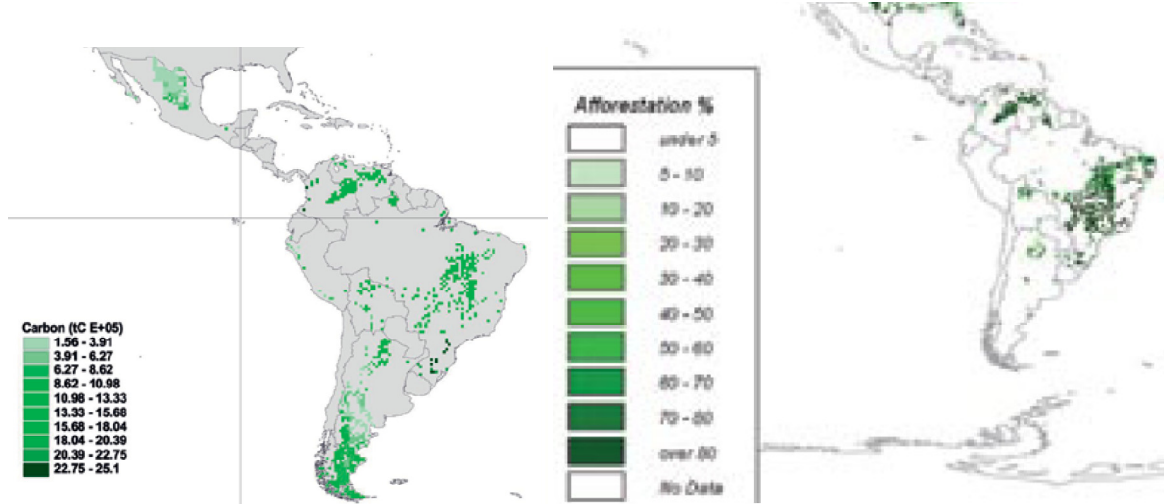 Carbon (tC E+05)
1.56 - 3.91
3.91 - 6.27
6.27 - 8.62
8.62 - 10.98
10.98 - 13.33
13.33 - 15.68
15.68 - 18.04
18.04 - 20.39
20.39 - 22.75
22.75 - 25.1
Afforestation %
under 5
5 - 10
10 - 20
20 - 30
30 - 40
40 - 50
50 - 60
60 - 70
70 - 80
over 80
No Data